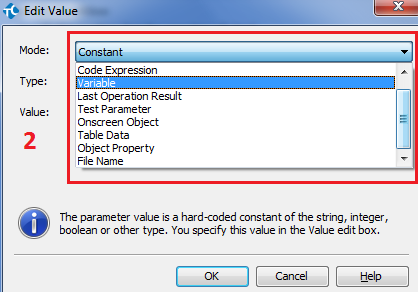 Edit Value
Mode:
Constant
Code Expression
Type:
Variable
Last Operation Result
Value:
Test Parameter
Onscreen Object
2
Table Data
Object Property
File Name
The parameter value is a hard-coded constant of the string, integer,
boolean or other type. You specify this value in the Value edit box.
OK Cancel Help